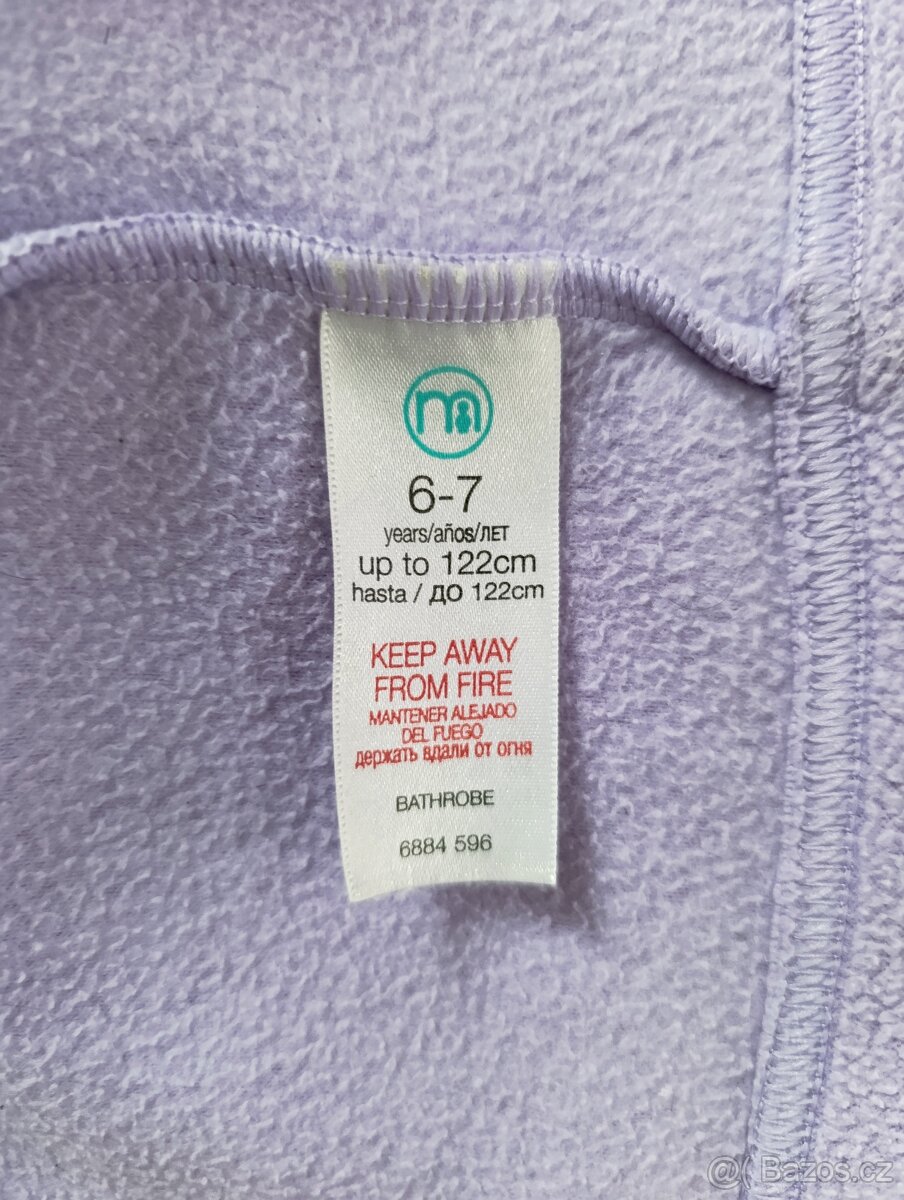 m
6-7
years/años/ЛЕТ
up to 122cm
hasta / ДО 122cm
KEEP AWAY
FROM FIRE
MANTENER ALEJADO
DEL FUEGO
держать вдали от огня
BATHROBE
6884 596
@( Bazos.cz